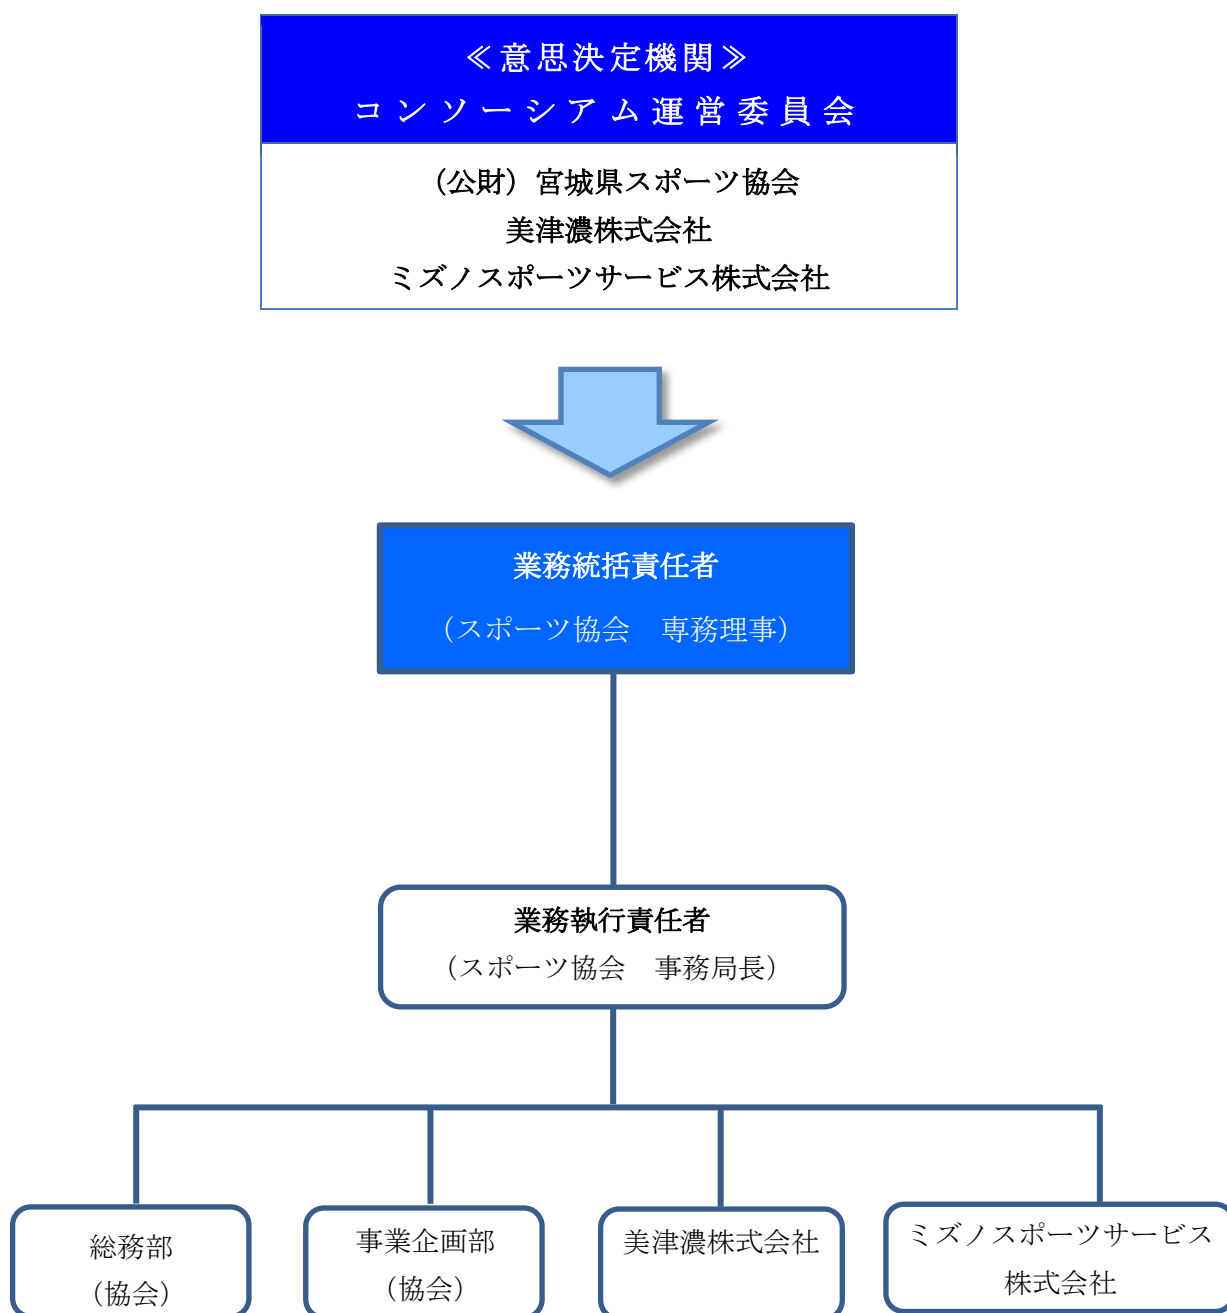 ≪意思決定機関≫
コンソーシアム運営委員会
（公財）宮城県スポーツ協会
美津濃株式会社
ミズノスポーツサービス株式会社
業務統括責任者
（スポーツ協会　専務理事）
業務執行責任者
（スポーツ協会　事務局長）
総務部
（協会）
事業企画部
（協会）
美津濃株式会社
ミズノスポーツサービス
株式会社